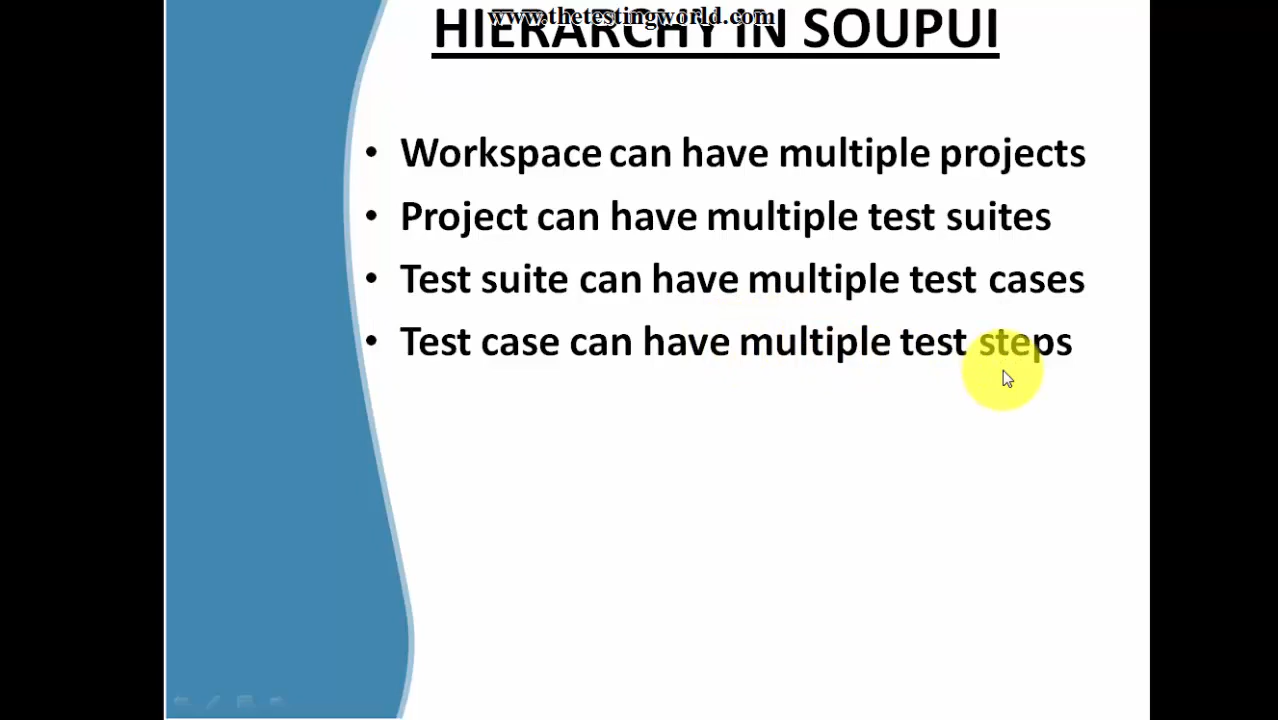 www.thetestingworld.com
HIERARCHY IN SOUPUI
• Workspace can have multiple projects
• Project can have multiple test suites
• Test suite can have multiple test cases
• Test case can have multiple test steps